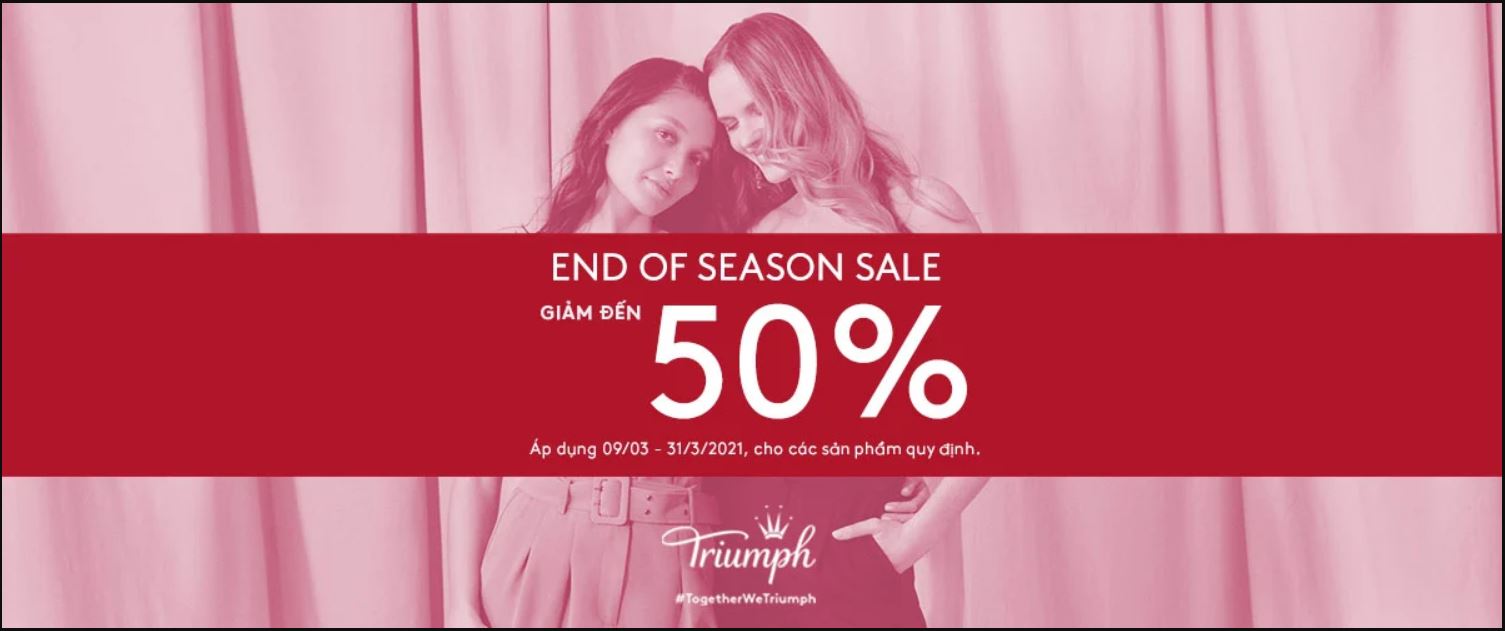 END OF SEASON SALE
GIẢM ĐẾN 50%
Áp dụng 09/03 - 31/3/2021, cho các sản phẩm quy định.
Triumph
#TogetherWeTriumph